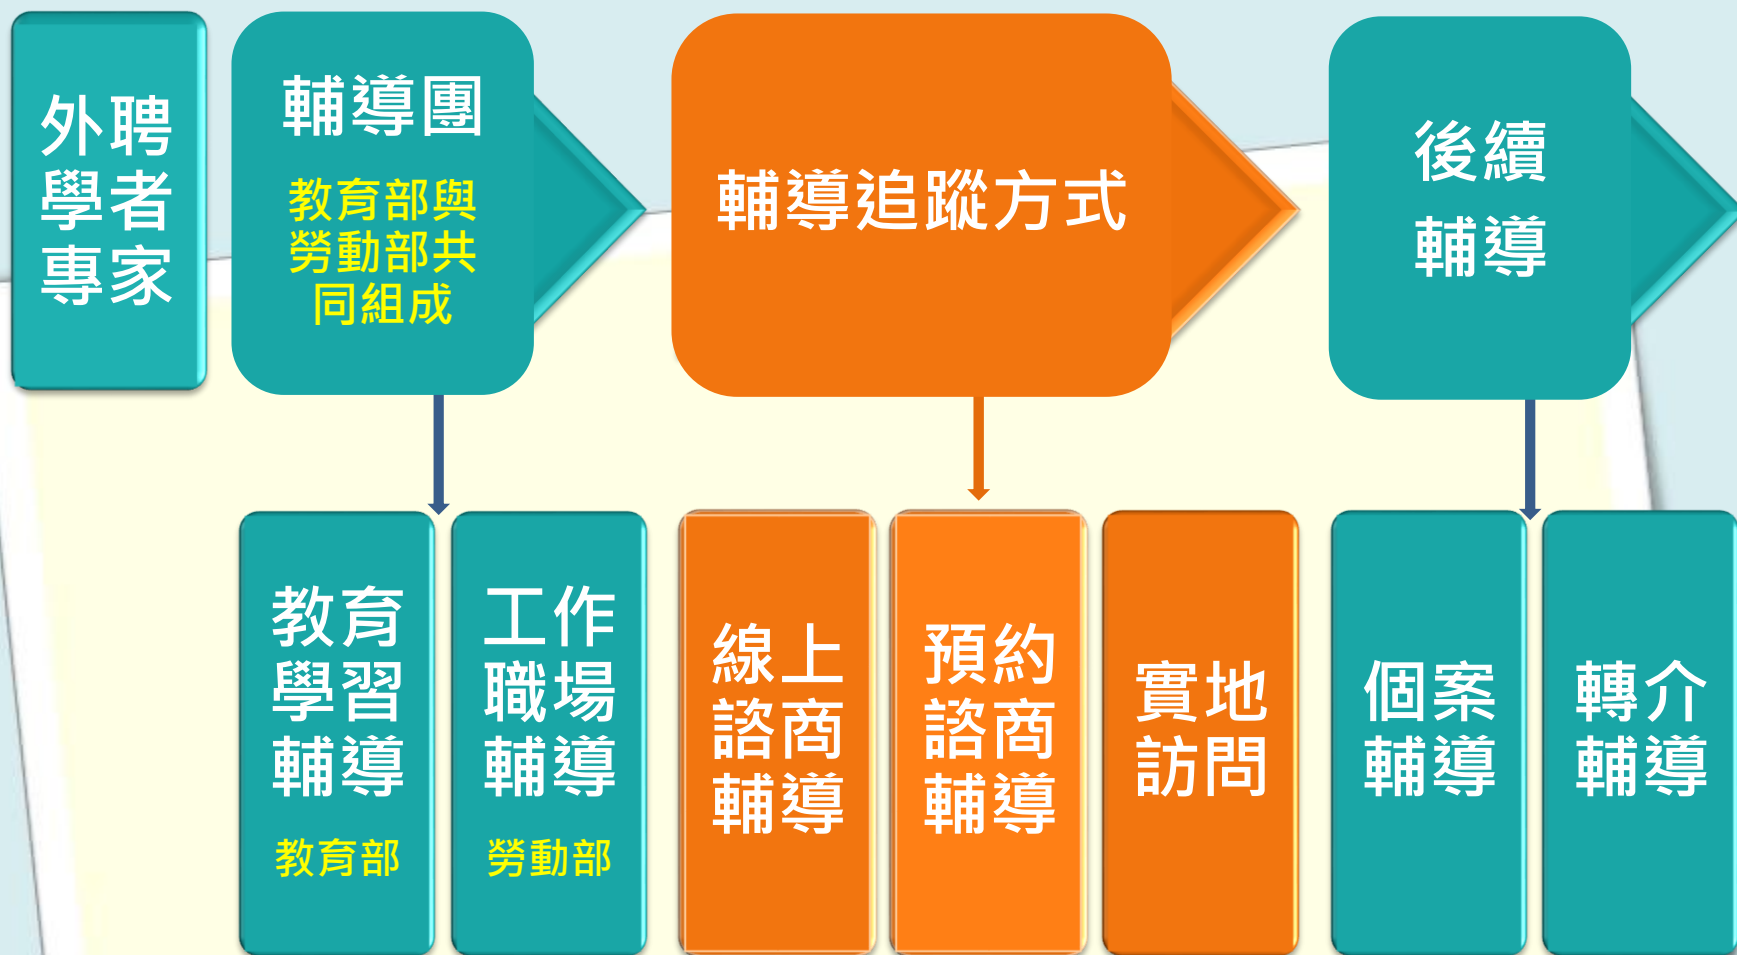 外聘
學者
專家
輔導團
教育部與
勞動部共
同組成
輔導追蹤方式
後續
輔導
教育
學習
輔導
教育部
工作
職場
輔導
勞動部
線上
諮商
輔導
預約
諮商
輔導
實地
訪問
個案
輔導
轉介
輔導